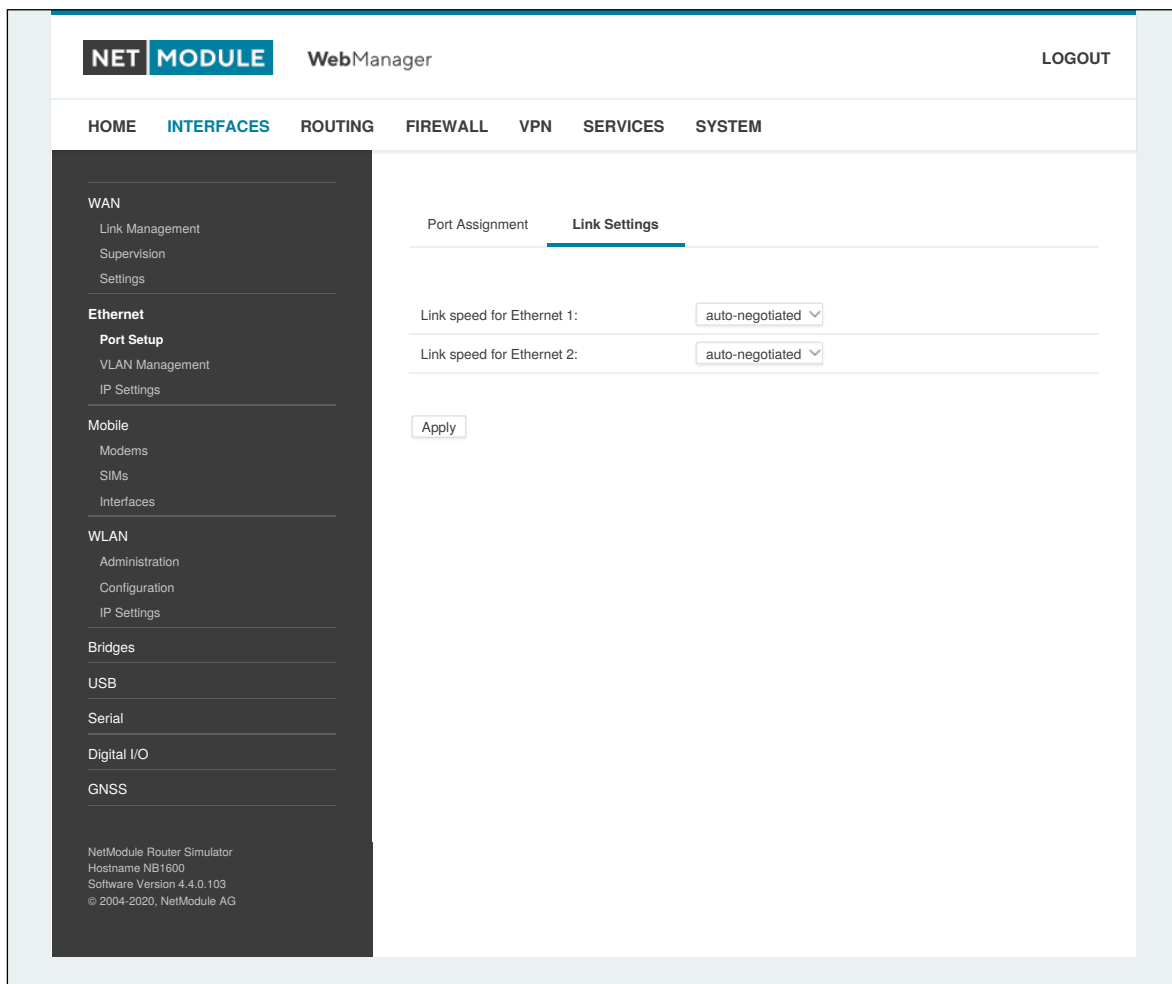 NET MODULE WebManager LOGOUT
HOME INTERFACES ROUTING FIREWALL VPN SERVICES SYSTEM
WAN
Link Management
Supervision
Settings
Ethernet
Port Setup
VLAN Management
IP Settings
Mobile
Modems
SIMs
Interfaces
WLAN
Administration
Configuration
IP Settings
Bridges
USB
Serial
Digital I/O
GNSS
NetModule Router Simulator
Hostname NB1600
Software Version 4.4.0.103
© 2004-2020, NetModule AG
Port Assignment Link Settings
Link speed for Ethernet 1: auto-negotiated
Link speed for Ethernet 2: auto-negotiated
Apply